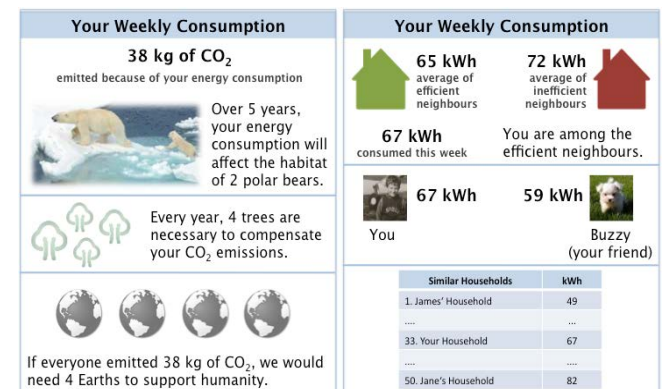 Your Weekly Consumption
38 kg of CO₂
emitted because of your energy consumption
Over 5 years,
your energy
consumption will
affect the habitat
of 2 polar bears.
Every year, 4 trees are
necessary to compensate
your CO₂ emissions.
If everyone emitted 38 kg of CO₂, we would
need 4 Earths to support humanity.
Your Weekly Consumption
65 kWh
average of
efficient
neighbours
72 kWh
average of
inefficient
neighbours
67 kWh
consumed this week
You are among the
efficient neighbours.
67 kWh
You
59 kWh
Buzzy
(your friend)
Similar Households kWh
1. James' Household 49
.... ...
33. Your Household 67
.... ....
50. Jane's Household 82